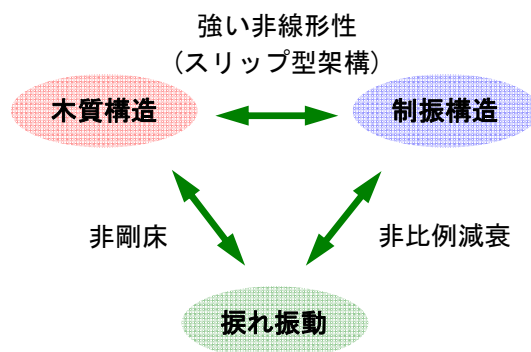 強い非線形性
(スリップ型架構)
木質構造
制振構造
非剛床
非比例減衰
捩れ振動